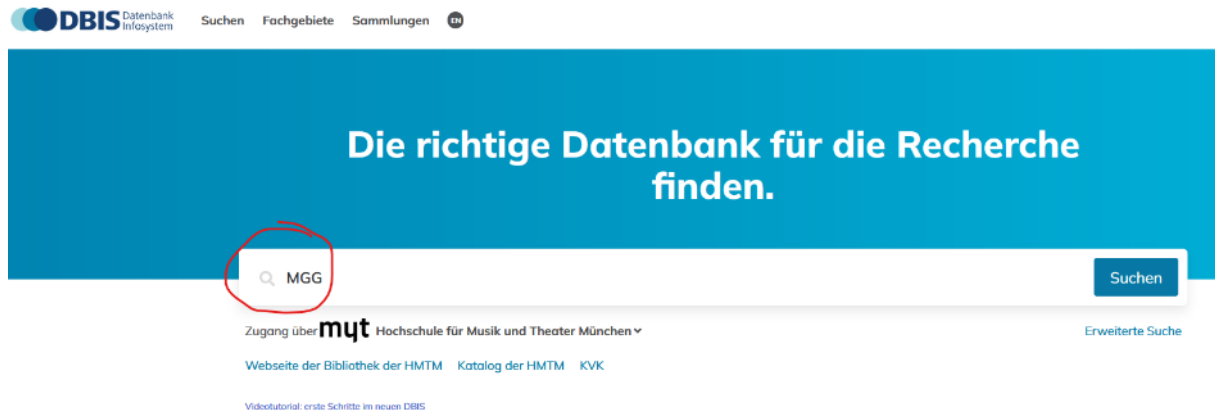 DBIS Datenbank Infosystem Suchen Fachgebiete Sammlungen EN
Die richtige Datenbank für die Recherche
finden.
MGG Suchen
Zugang über myt Hochschule für Musik und Theater München Erweiterte Suche
Webseite der Bibliothek der HMTM Katalog der HMTM KVK
Videotutorial: erste Schritte im neuen DBIS